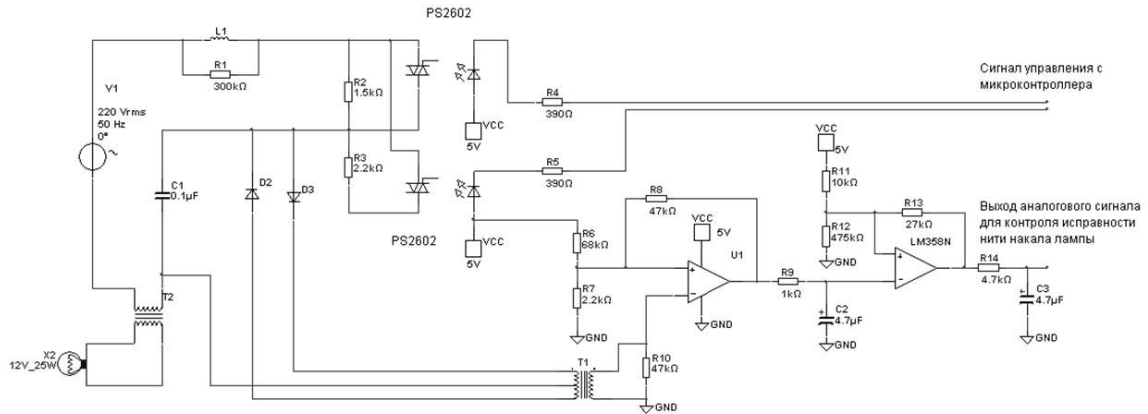 PS2602
L1
R1
300kΩ
V1
220 Vrms
50 Hz
0°
R2
1.5kΩ
R3
2.2kΩ
C1
0.1µF
D2
D3
PS2602
VCC
5V
R4
390Ω
R5
390Ω
VCC
5V
Сигнал управления с
микроконтроллера
R6
68kΩ
R7
2.2kΩ
GND
R8
47kΩ
VCC
5V
U1
GND
R9
1kΩ
C2
4.7µF
GND
VCC
5V
R11
10kΩ
R12
475kΩ
GND
R13
27kΩ
LM358N
Выход аналогового сигнала
для контроля исправности
нити накала лампы
R14
4.7kΩ
C3
4.7µF
GND
T2
X2
12V_25W
T1
R10
47kΩ
GND